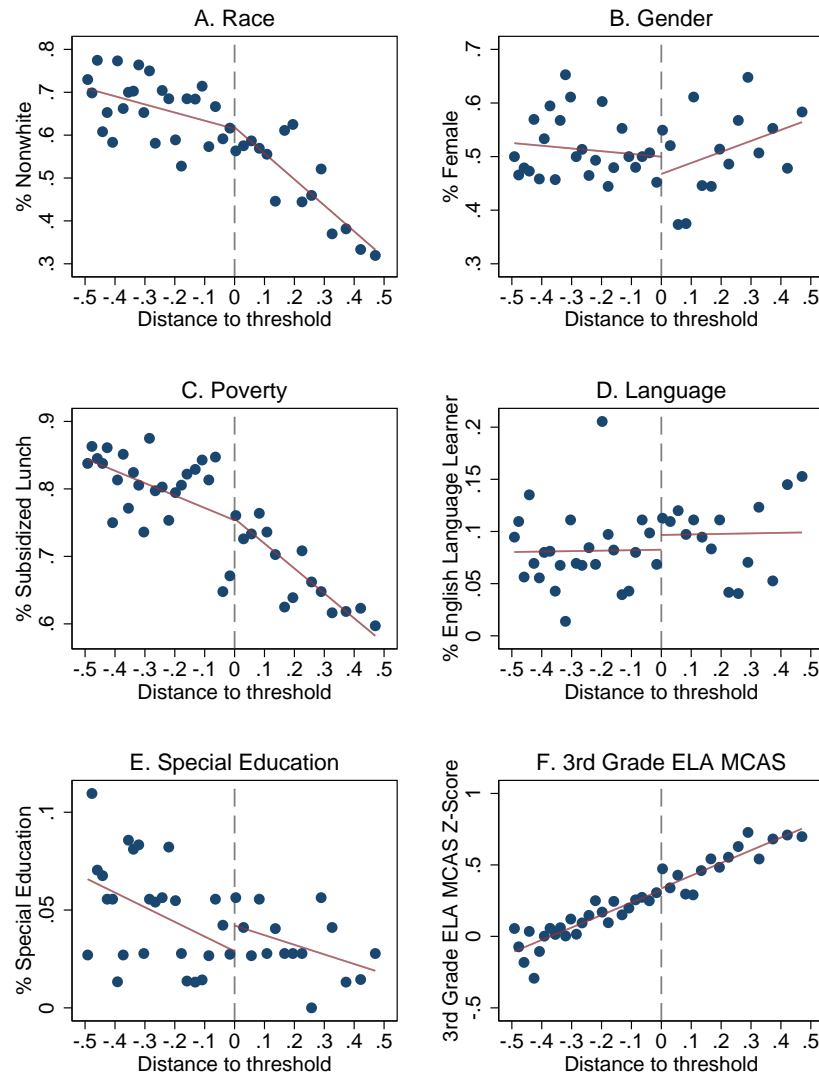 A. Race
% Nonwhite
.8
.7
.6
.5
.4
.3
-.5 -.4 -.3 -.2 -.1 0 .1 .2 .3 .4 .5
Distance to threshold
B. Gender
% Female
.7
.6
.5
.4
.3
-.5 -.4 -.3 -.2 -.1 0 .1 .2 .3 .4 .5
Distance to threshold
C. Poverty
% Subsidized Lunch
.9
.8
.7
.6
-.5 -.4 -.3 -.2 -.1 0 .1 .2 .3 .4 .5
Distance to threshold
D. Language
% English Language Learner
.2
.15
.1
.05
0
-.5 -.4 -.3 -.2 -.1 0 .1 .2 .3 .4 .5
Distance to threshold
E. Special Education
% Special Education
.1
.05
0
-.5 -.4 -.3 -.2 -.1 0 .1 .2 .3 .4 .5
Distance to threshold
F. 3rd Grade ELA MCAS
3rd Grade ELA MCAS Z-Score
1
.5
0
-.5
-.5 -.4 -.3 -.2 -.1 0 .1 .2 .3 .4 .5
Distance to threshold